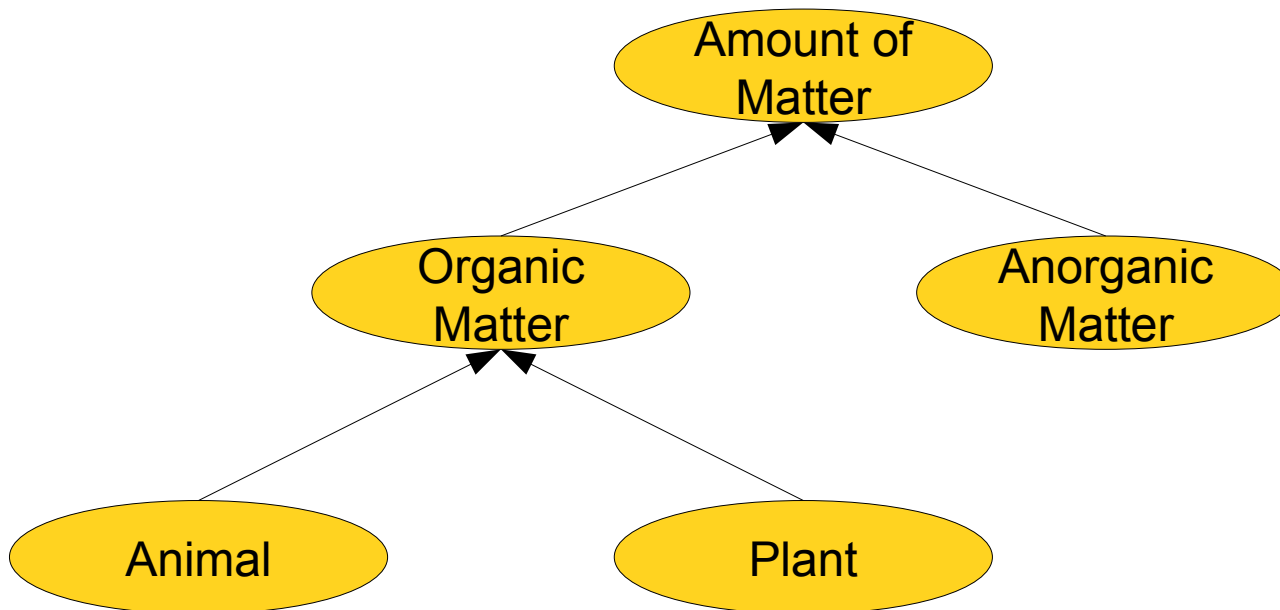 Amount of
Matter
Organic
Matter
Anorganic
Matter
Animal
Plant